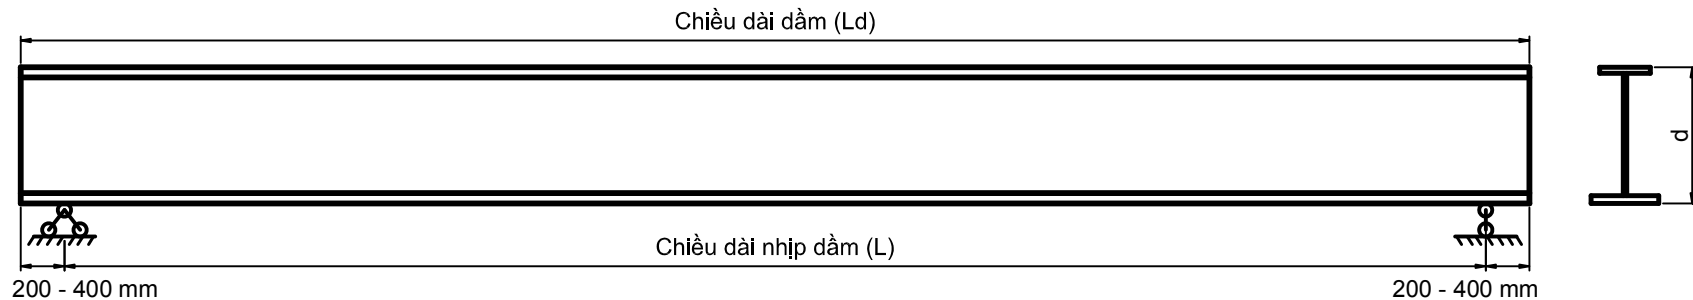 Chiều dài dầm (Ld)
d
Chiều dài nhịp dầm (L)
200 - 400 mm
200 - 400 mm